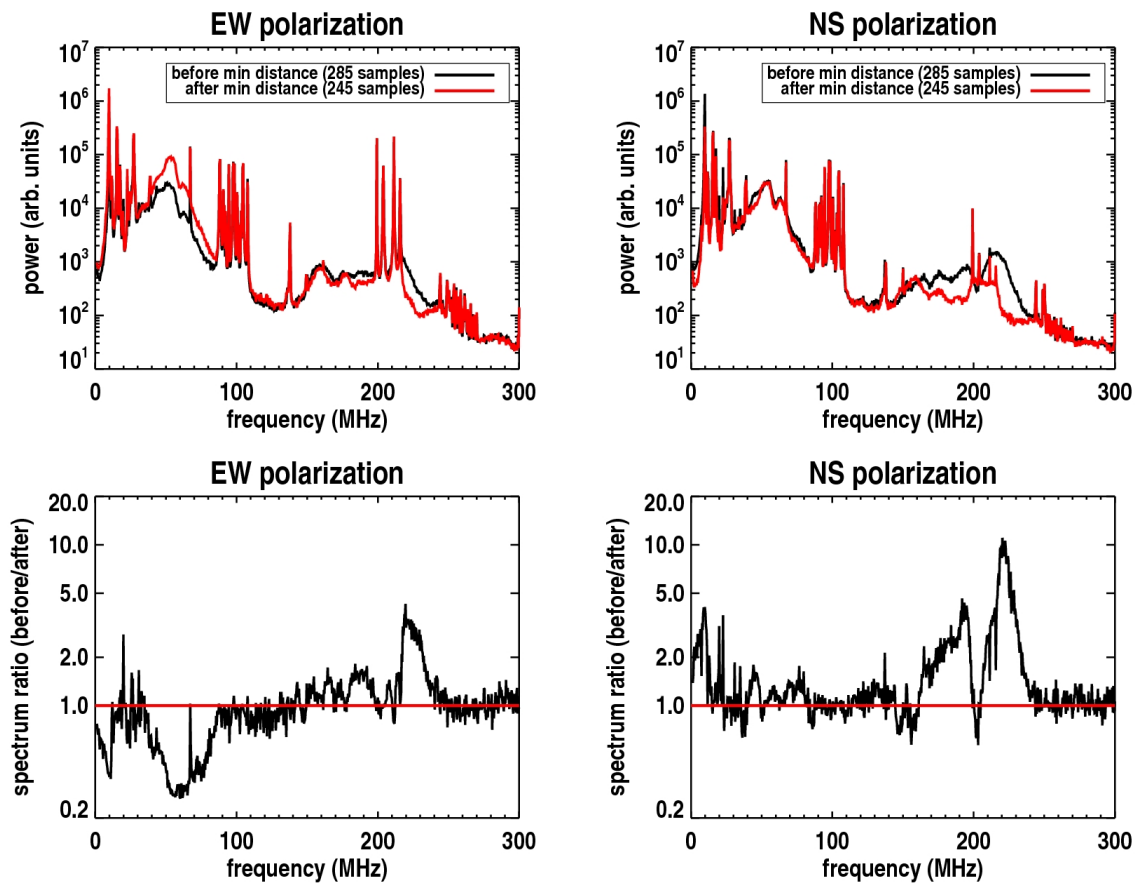 EW polarization
10^7
10^6
10^5
10^4
10^3
10^2
10^1
power (arb. units)
before min distance (285 samples)
after min distance (245 samples)
0 100 200 300
frequency (MHz)
NS polarization
10^7
10^6
10^5
10^4
10^3
10^2
10^1
power (arb. units)
before min distance (285 samples)
after min distance (245 samples)
0 100 200 300
frequency (MHz)
EW polarization
20.0
10.0
5.0
2.0
1.0
0.2
spectrum ratio (before/after)
0 100 200 300
frequency (MHz)
NS polarization
20.0
10.0
5.0
2.0
1.0
0.2
spectrum ratio (before/after)
0 100 200 300
frequency (MHz)